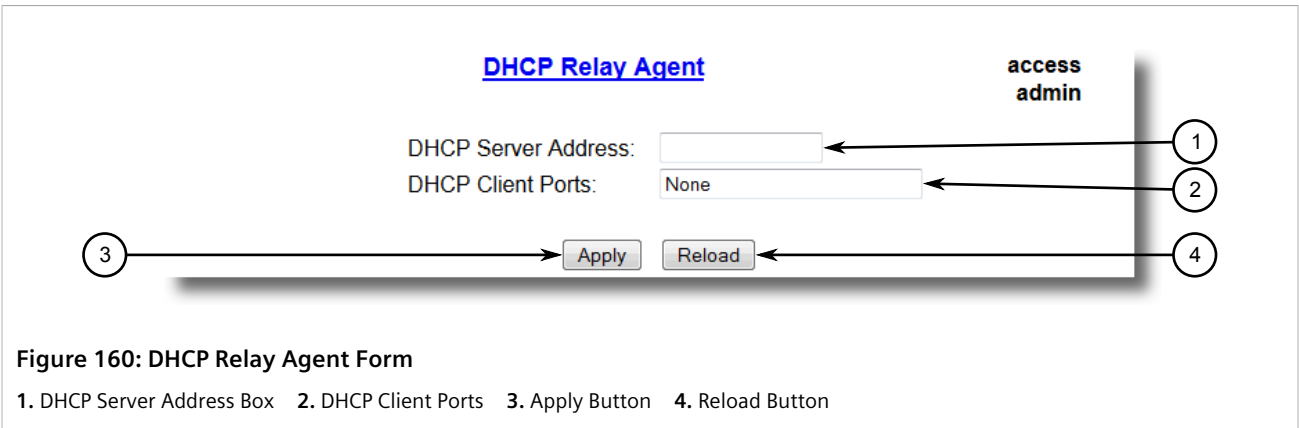 DHCP Relay Agent
access
admin
DHCP Server Address:
1
DHCP Client Ports: None
2
3
Apply Reload
4
Figure 160: DHCP Relay Agent Form
1. DHCP Server Address Box 2. DHCP Client Ports 3. Apply Button 4. Reload Button